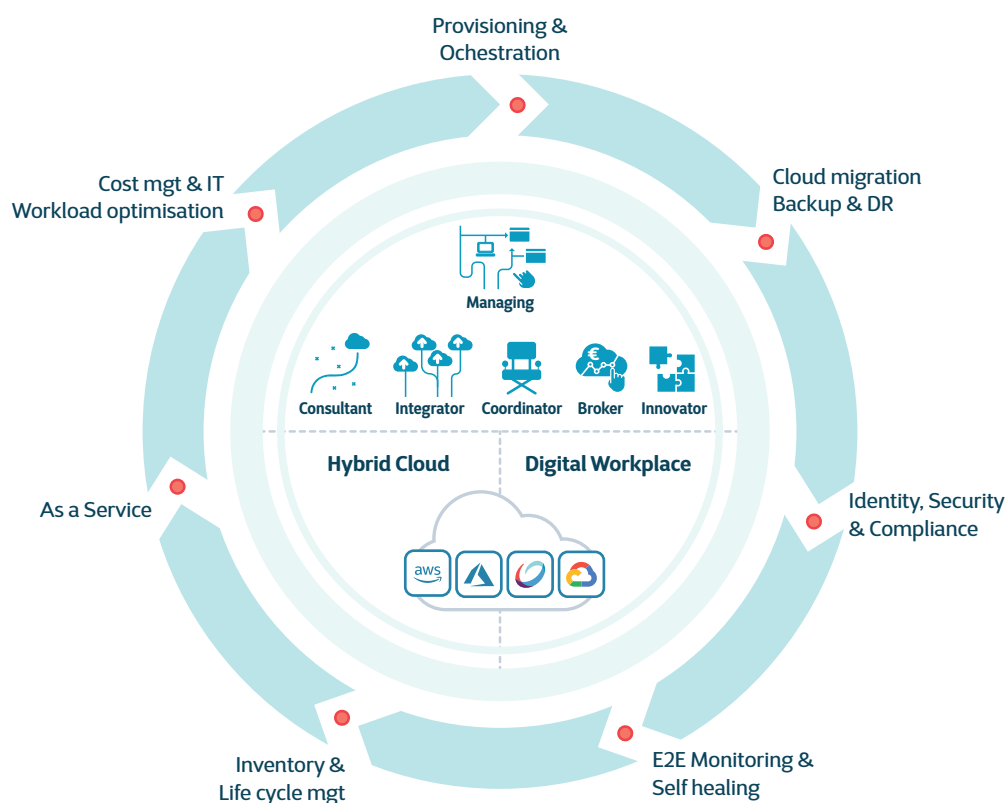 Provisioning &
Ochestration
Cost mgt & IT
Workload optimisation
Cloud migration
Backup & DR
Managing
€
Consultant
Integrator
Coordinator
Broker
Innovator
Hybrid Cloud
Digital Workplace
As a Service
Identity, Security
& Compliance
aws
Inventory &
Life cycle mgt
E2E Monitoring &
Self healing